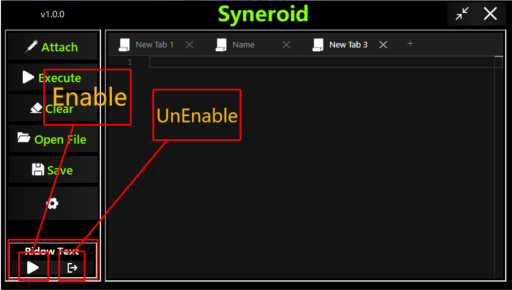 v1.0.0
Syneroid
Attach
New Tab 1
Name
New Tab 3
1
Execute
Enable
Clear
UnEnable
Open File
Save
Ridow Text